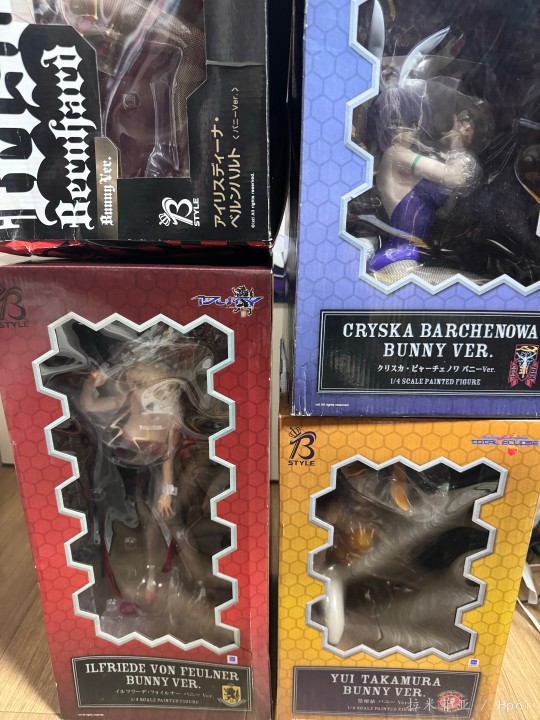 Bernhard
Bunny Ver.
B
STYLE
アイリスディーナ・
ベルンハルト〈バニーVer.〉
CRYSKA BARCHENOWA
BUNNY VER.
クリスカ・ビャーチェノワ バニーVer.
1/4 SCALE PAINTED FIGURE
B
STYLE
DUTY
ILFRIEDE VON FEULNER
BUNNY VER.
イルフリーデ・フォイルナー バニーVer.
1/4 SCALE PAINTED FIGURE
B
STYLE
TOTAL ECLIPSE
YUI TAKAMURA
BUNNY VER.
篁唯依 バニーVer.
1/4 SCALE PAINTED FIGURE